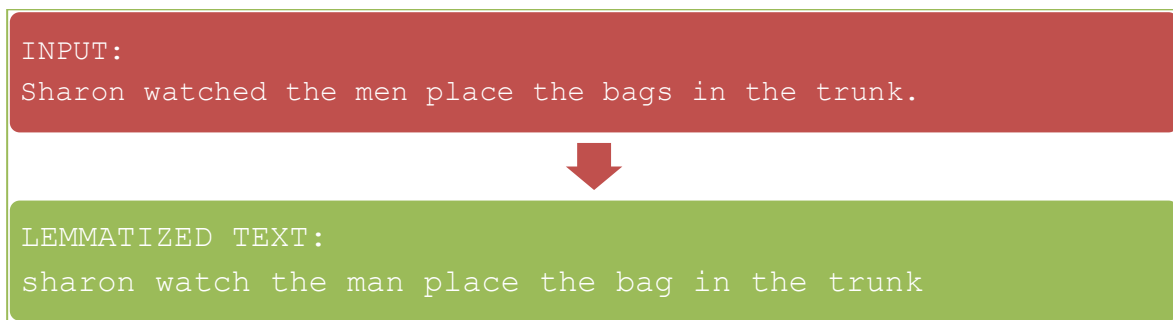 INPUT:
Sharon watched the men place the bags in the trunk.
LEMMATIZED TEXT:
sharon watch the man place the bag in the trunk